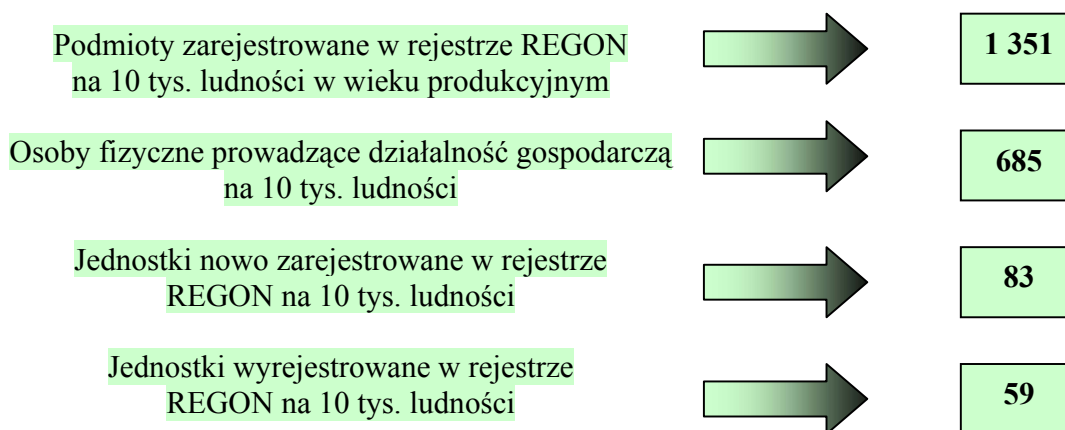 Podmioty zarejestrowane w rejestrze REGON
na 10 tys. ludności w wieku produkcyjnym
1 351
Osoby fizyczne prowadzące działalność gospodarczą
na 10 tys. ludności
685
Jednostki nowo zarejestrowane w rejestrze
REGON na 10 tys. ludności
83
Jednostki wyrejestrowane w rejestrze
REGON na 10 tys. ludności
59